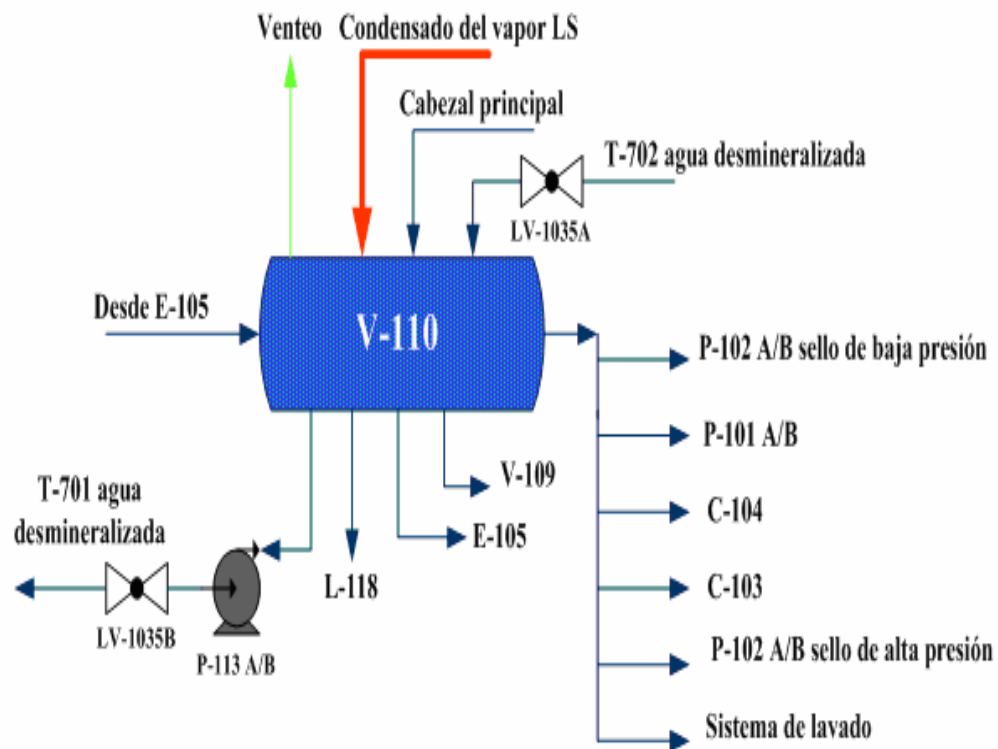 Venteo
Condensado del vapor LS
Cabezal principal
T-702 agua desmineralizada
LV-1035A
Desde E-105
V-110
P-102 A/B sello de baja presión
P-101 A/B
V-109
T-701 agua
desmineralizada
C-104
E-105
L-118
C-103
LV-1035B
P-113 A/B
P-102 A/B sello de alta presión
Sistema de lavado